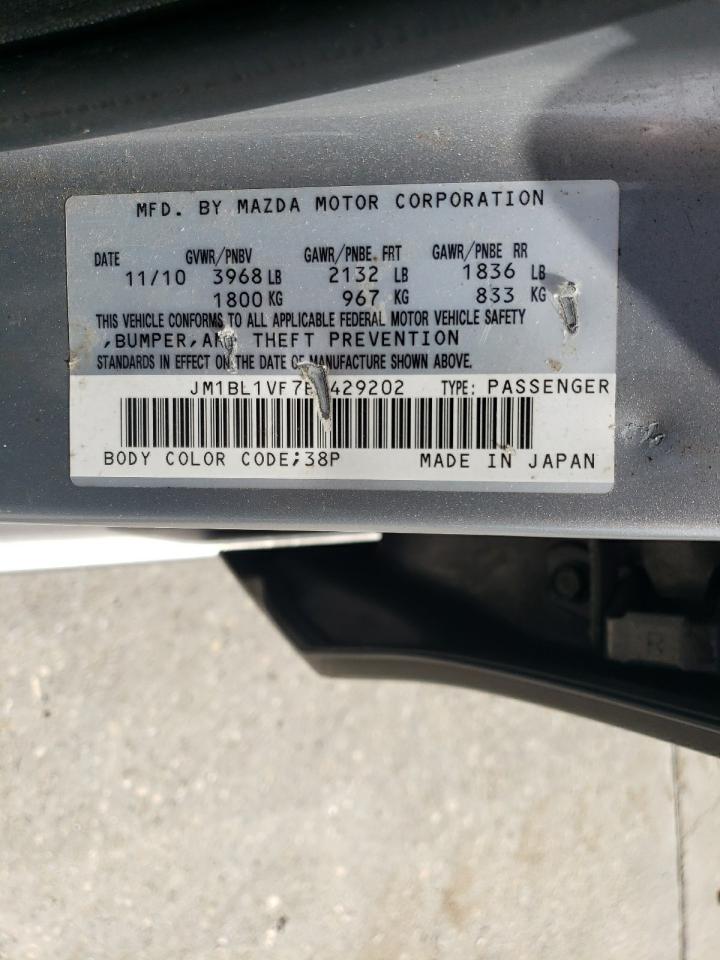 MFD. BY MAZDA MOTOR CORPORATION
DATE GVWR/PNBV GAWR/PNBE FRT GAWR/PNBE RR
11/10 3968 LB 2132 LB 1836 LB
1800 KG 967 KG 833 KG
THIS VEHICLE CONFORMS TO ALL APPLICABLE FEDERAL MOTOR VEHICLE SAFETY
,BUMPER, AND THEFT PREVENTION
STANDARDS IN EFFECT ON THE DATE OF MANUFACTURE SHOWN ABOVE.
TYPE: PASSENGER
BODY COLOR CODE;38P MADE IN JAPAN
R